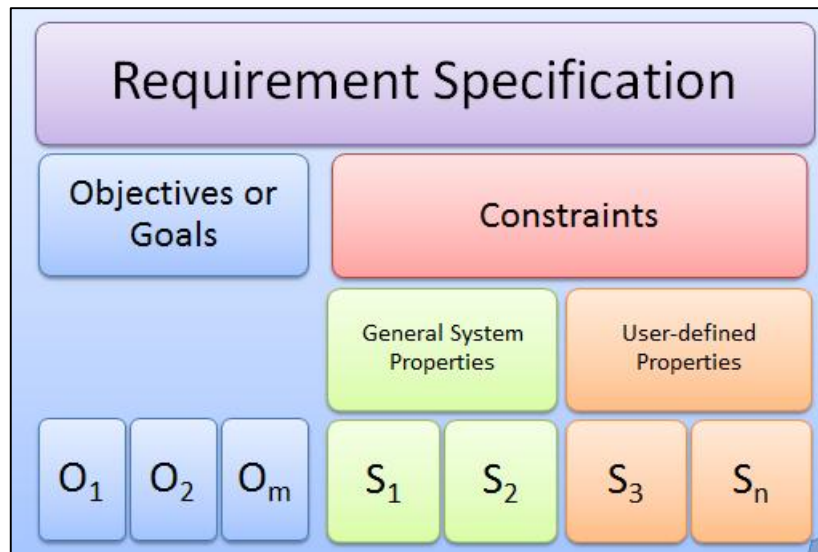 Requirement Specification
Objectives or
Goals
Constraints
General System
Properties
User-defined
Properties
O₁ O₂ Oₘ S₁ S₂ S₃ Sₙ